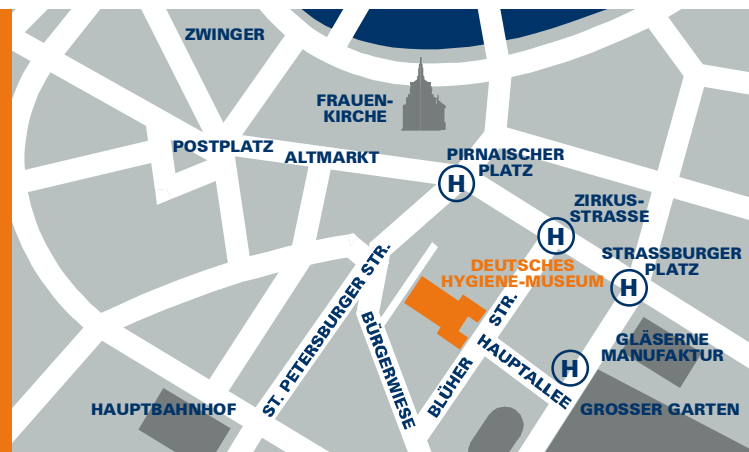 ZWINGER
FRAUEN-
KIRCHE
POSTPLATZ
ALTMARKT
PIRNAISCHER
PLATZ
H
ZIRKUS-
STRASSE
H
STRASSBURGER
PLATZ
H
DEUTSCHES
HYGIENE-MUSEUM
ST. PETERSBURGER STR.
BÜRGERWIESE
BLÜHER STR.
HAUPTALLEE
H
GLÄSERNE
MANUFAKTUR
HAUPTBAHNHOF
GROSSER GARTEN